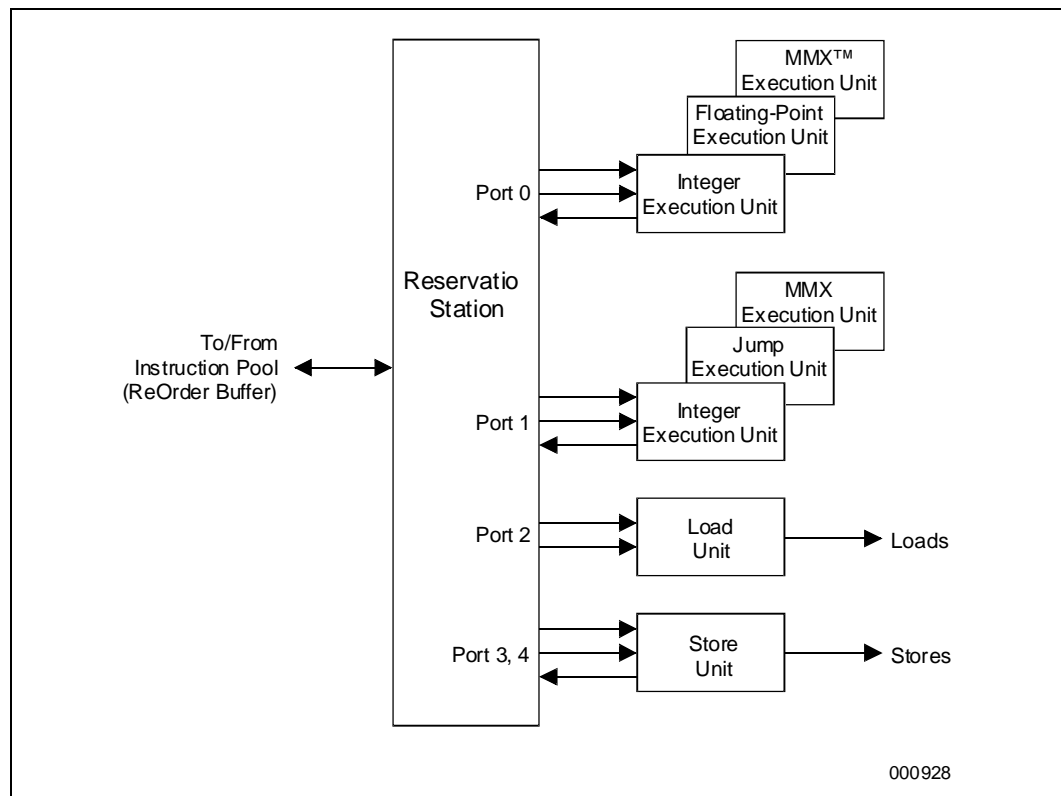 MMX™
Execution Unit
Floating-Point
Execution Unit
Port 0
Integer
Execution Unit
Reservatio
Station
MMX
Execution Unit
To/From
Instruction Pool
(ReOrder Buffer)
Jump
Execution Unit
Port 1
Integer
Execution Unit
Port 2
Load
Unit
Loads
Port 3, 4
Store
Unit
Stores
000928